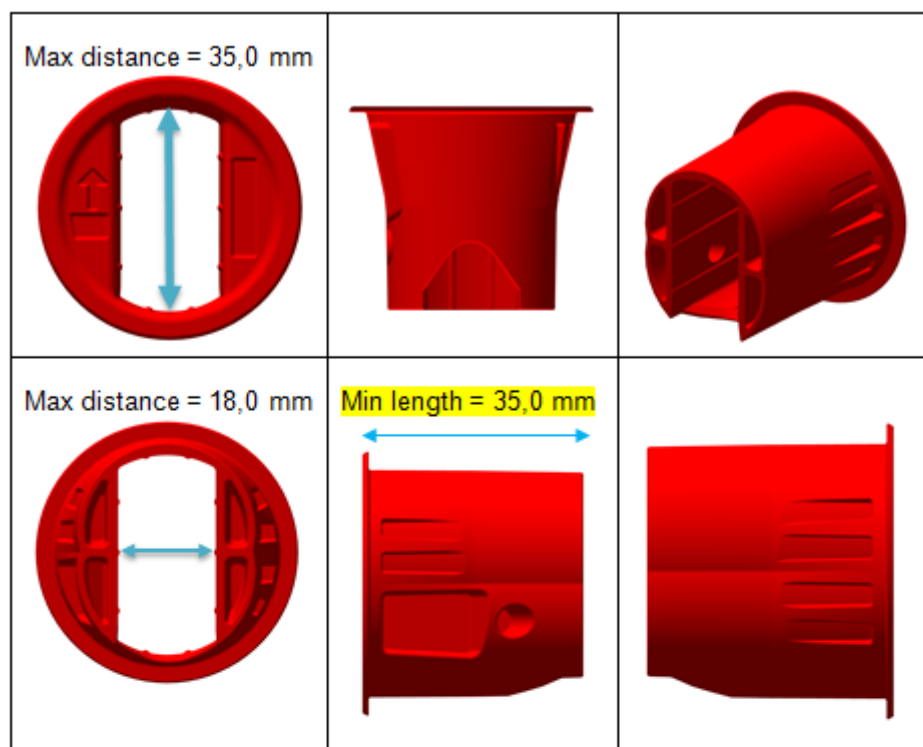 Max distance = 35,0 mm
Max distance = 18,0 mm
Min length = 35,0 mm